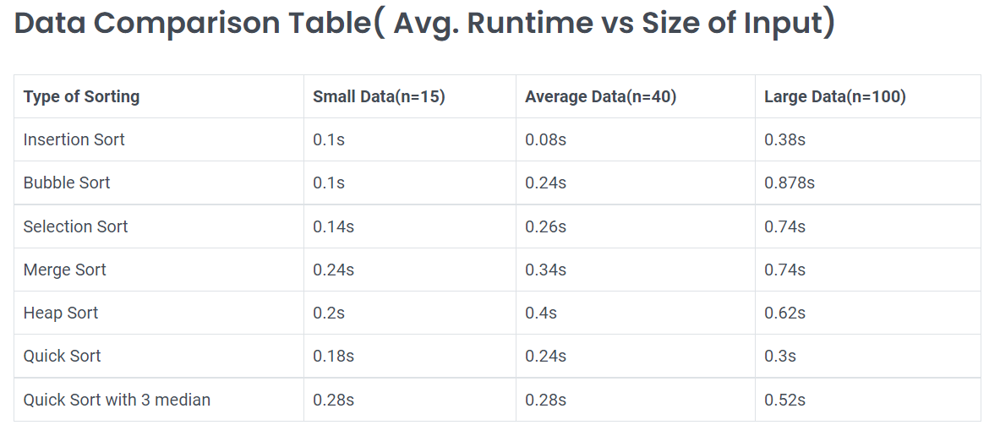 Data Comparison Table( Avg. Runtime vs Size of Input)
Type of Sorting Small Data(n=15) Average Data(n=40) Large Data(n=100)
Insertion Sort 0.1s 0.08s 0.38s
Bubble Sort 0.1s 0.24s 0.878s
Selection Sort 0.14s 0.26s 0.74s
Merge Sort 0.24s 0.34s 0.74s
Heap Sort 0.2s 0.4s 0.62s
Quick Sort 0.18s 0.24s 0.3s
Quick Sort with 3 median 0.28s 0.28s 0.52s